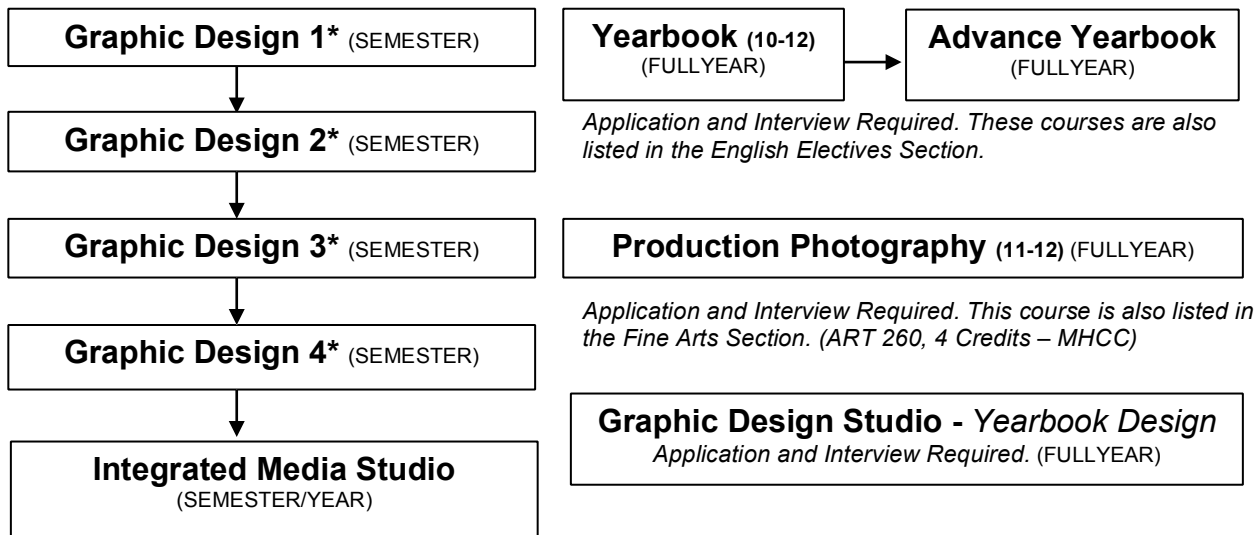 Graphic Design 1* (SEMESTER)
Graphic Design 2* (SEMESTER)
Graphic Design 3* (SEMESTER)
Graphic Design 4* (SEMESTER)
Integrated Media Studio
(SEMESTER/YEAR)
Yearbook (10-12)
(FULLYEAR)
Advance Yearbook
(FULLYEAR)
Application and Interview Required. These courses are also
listed in the English Electives Section.
Production Photography (11-12) (FULLYEAR)
Application and Interview Required. This course is also listed in
the Fine Arts Section. (ART 260, 4 Credits – MHCC)
Graphic Design Studio - Yearbook Design
Application and Interview Required. (FULLYEAR)